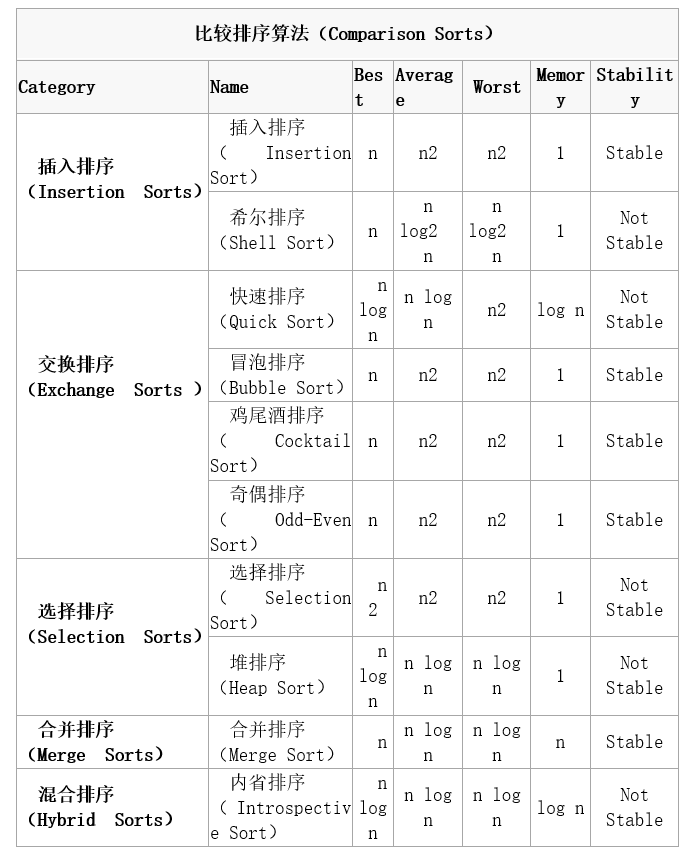 比较排序算法（Comparison Sorts）
Category Name Bes Averag Worst Memor Stabilit
t e y y
插入排序
（Insertion Sorts）
插入排序
（ Insertion
Sort）
n n2 n2 1 Stable
希尔排序
（Shell Sort）
n
n
log2
n
n
log2
n
1
Not
Stable
交换排序
（Exchange Sorts ）
快速排序
（Quick Sort）
n
log
n
n log
n
n2
log n
Not
Stable
冒泡排序
（Bubble Sort）
n n2 n2 1 Stable
鸡尾酒排序
（ Cocktail
Sort）
n n2 n2 1 Stable
奇偶排序
（ Odd-Even
Sort）
n n2 n2 1 Stable
选择排序
（Selection Sorts）
选择排序
（ Selection
Sort）
n
2
n2 n2 1
Not
Stable
堆排序
（Heap Sort）
n
log
n
n log
n
n log
n
1
Not
Stable
合并排序
（Merge Sorts）
合并排序
（Merge Sort）
n
n log
n
n log
n
n
Stable
混合排序
（Hybrid Sorts）
内省排序
（ Introspectiv
e Sort）
n
log
n
n log
n
n log
n
log n
Not
Stable